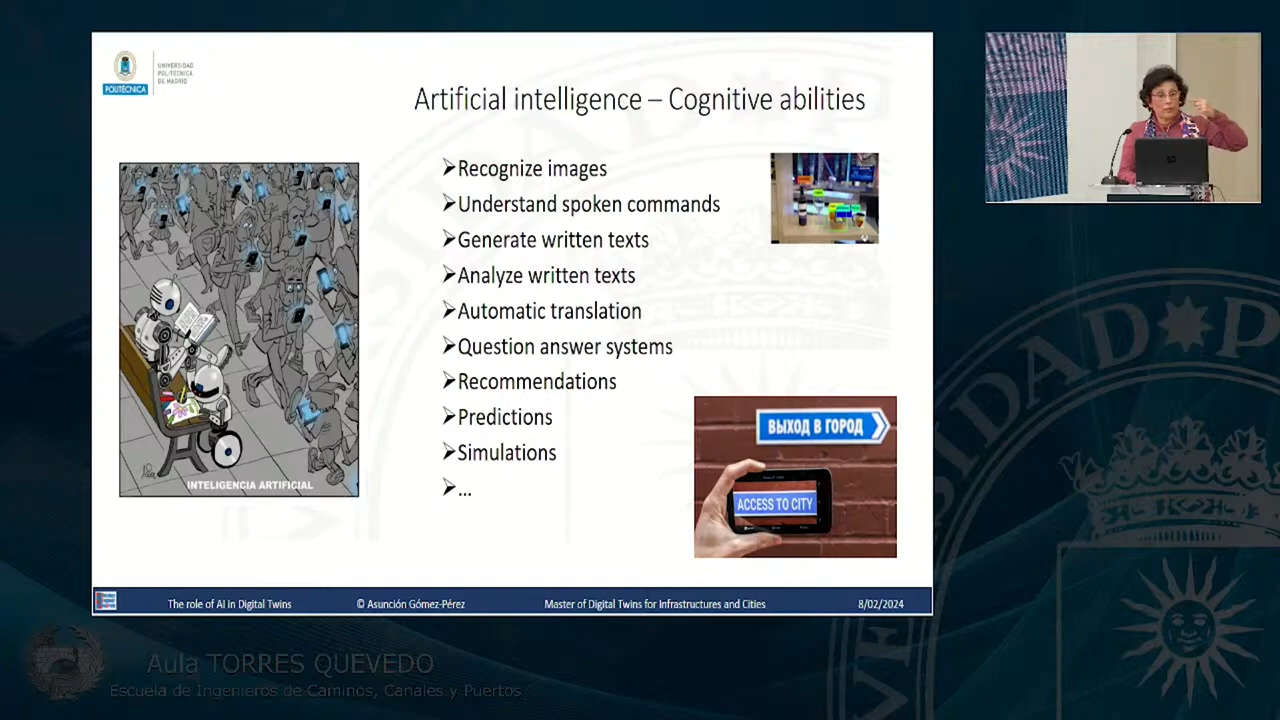 POLITÉCNICA
UNIVERSIDAD
POLITÉCNICA
DE MADRID
Artificial intelligence – Cognitive abilities
➢Recognize images
➢Understand spoken commands
➢Generate written texts
➢Analyze written texts
➢Automatic translation
➢Question answer systems
➢Recommendations
➢Predictions
➢Simulations
➢...
INTELIGENCIA ARTIFICIAL
ВЫХОД В ГОРОД
ACCESS TO CITY
The role of AI in Digital Twins
© Asunción Gómez-Pérez
Master of Digital Twins for Infrastructures and Cities
8/02/2024
Aula TORRES QUEVEDO
Escuela de Ingenieros de Caminos, Canales y Puertos